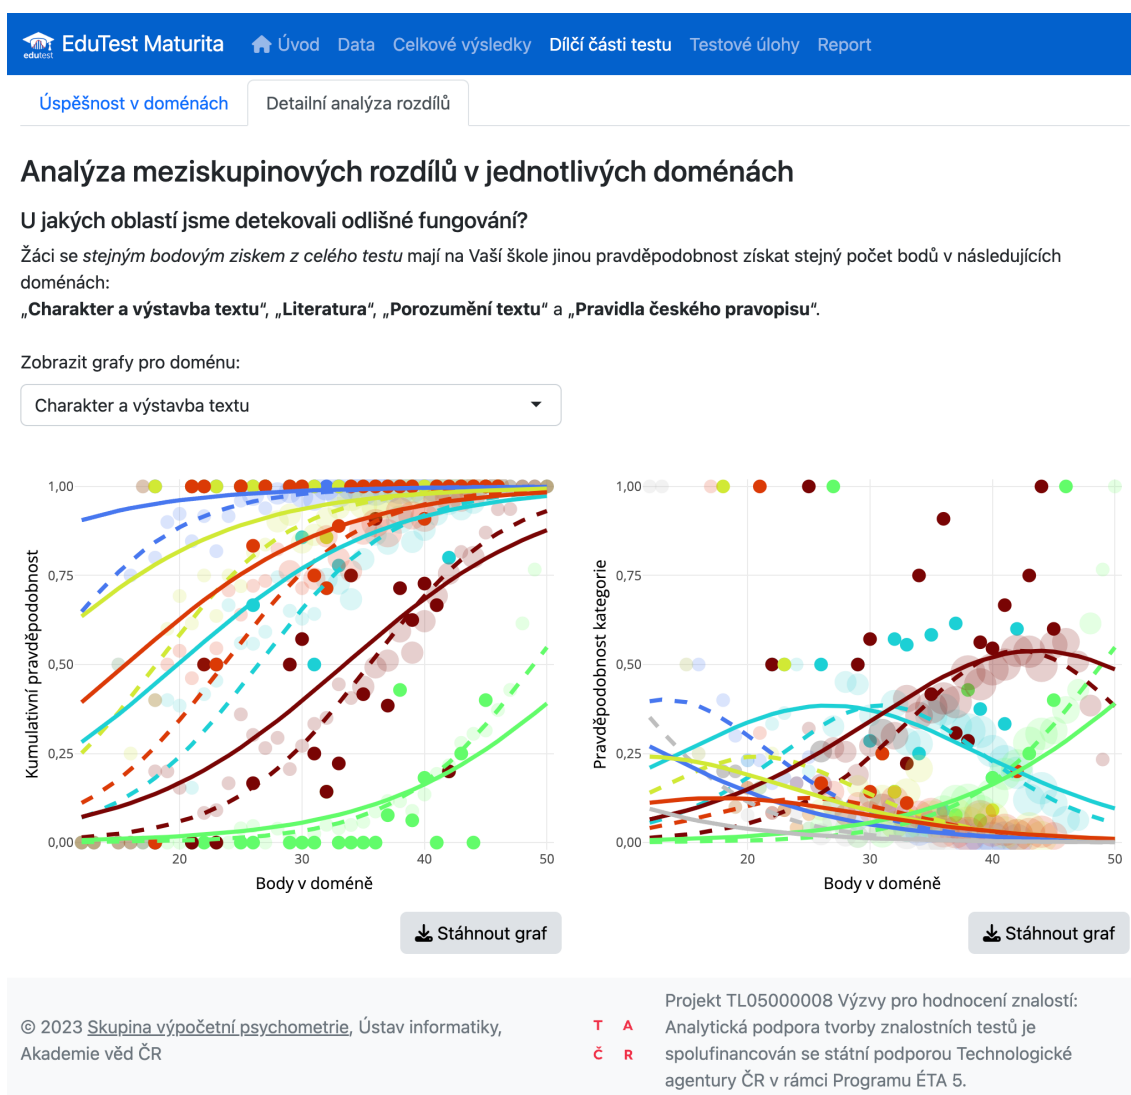 edutest EduTest Maturita Úvod Data Celkové výsledky Dílčí části testu Testové úlohy Report
Úspěšnost v doménách Detailní analýza rozdílů
Analýza meziskupinových rozdílů v jednotlivých doménách
U jakých oblastí jsme detekovali odlišné fungování?
Žáci se stejným bodovým ziskem z celého testu mají na Vaší škole jinou pravděpodobnost získat stejný počet bodů v následujících
doménách:
„Charakter a výstavba textu“, „Literatura“, „Porozumění textu“ a „Pravidla českého pravopisu“.
Zobrazit grafy pro doménu:
Charakter a výstavba textu
Kumulativní pravděpodobnost
1,00
0,75
0,50
0,25
0,00
20 30 40 50
Body v doméně
Stáhnout graf
Pravděpodobnost kategorie
1,00
0,75
0,50
0,25
0,00
20 30 40 50
Body v doméně
Stáhnout graf
© 2023 Skupina výpočetní psychometrie, Ústav informatiky,
Akademie věd ČR
T A
Č R
Projekt TL05000008 Výzvy pro hodnocení znalostí:
Analytická podpora tvorby znalostních testů je
spolufinancován se státní podporou Technologické
agentury ČR v rámci Programu ÉTA 5.